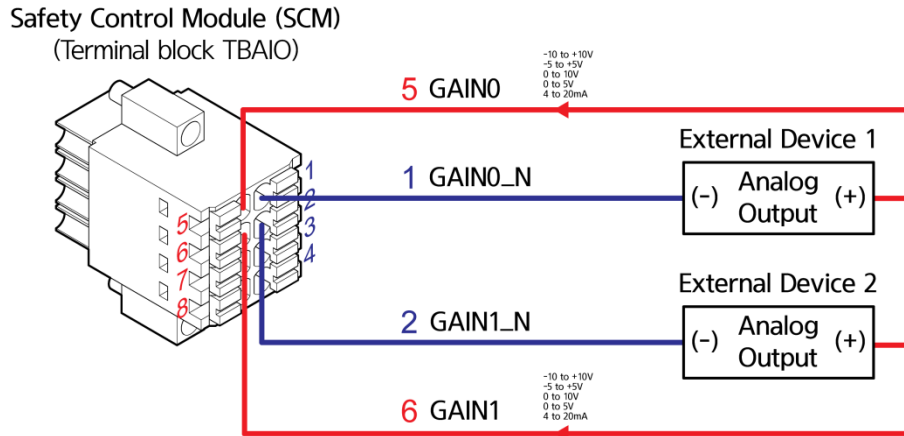 Safety Control Module (SCM)
(Terminal block TBAIO)
-10 to +10V
-5 to +5V
0 to 10V
0 to 5V
4 to 20mA
5 GAIN0
External Device 1
1 GAIN0_N
(-) Analog Output (+)
1
2
3
4
5
6
7
8
External Device 2
2 GAIN1_N
(-) Analog Output (+)
-10 to +10V
-5 to +5V
0 to 10V
0 to 5V
4 to 20mA
6 GAIN1